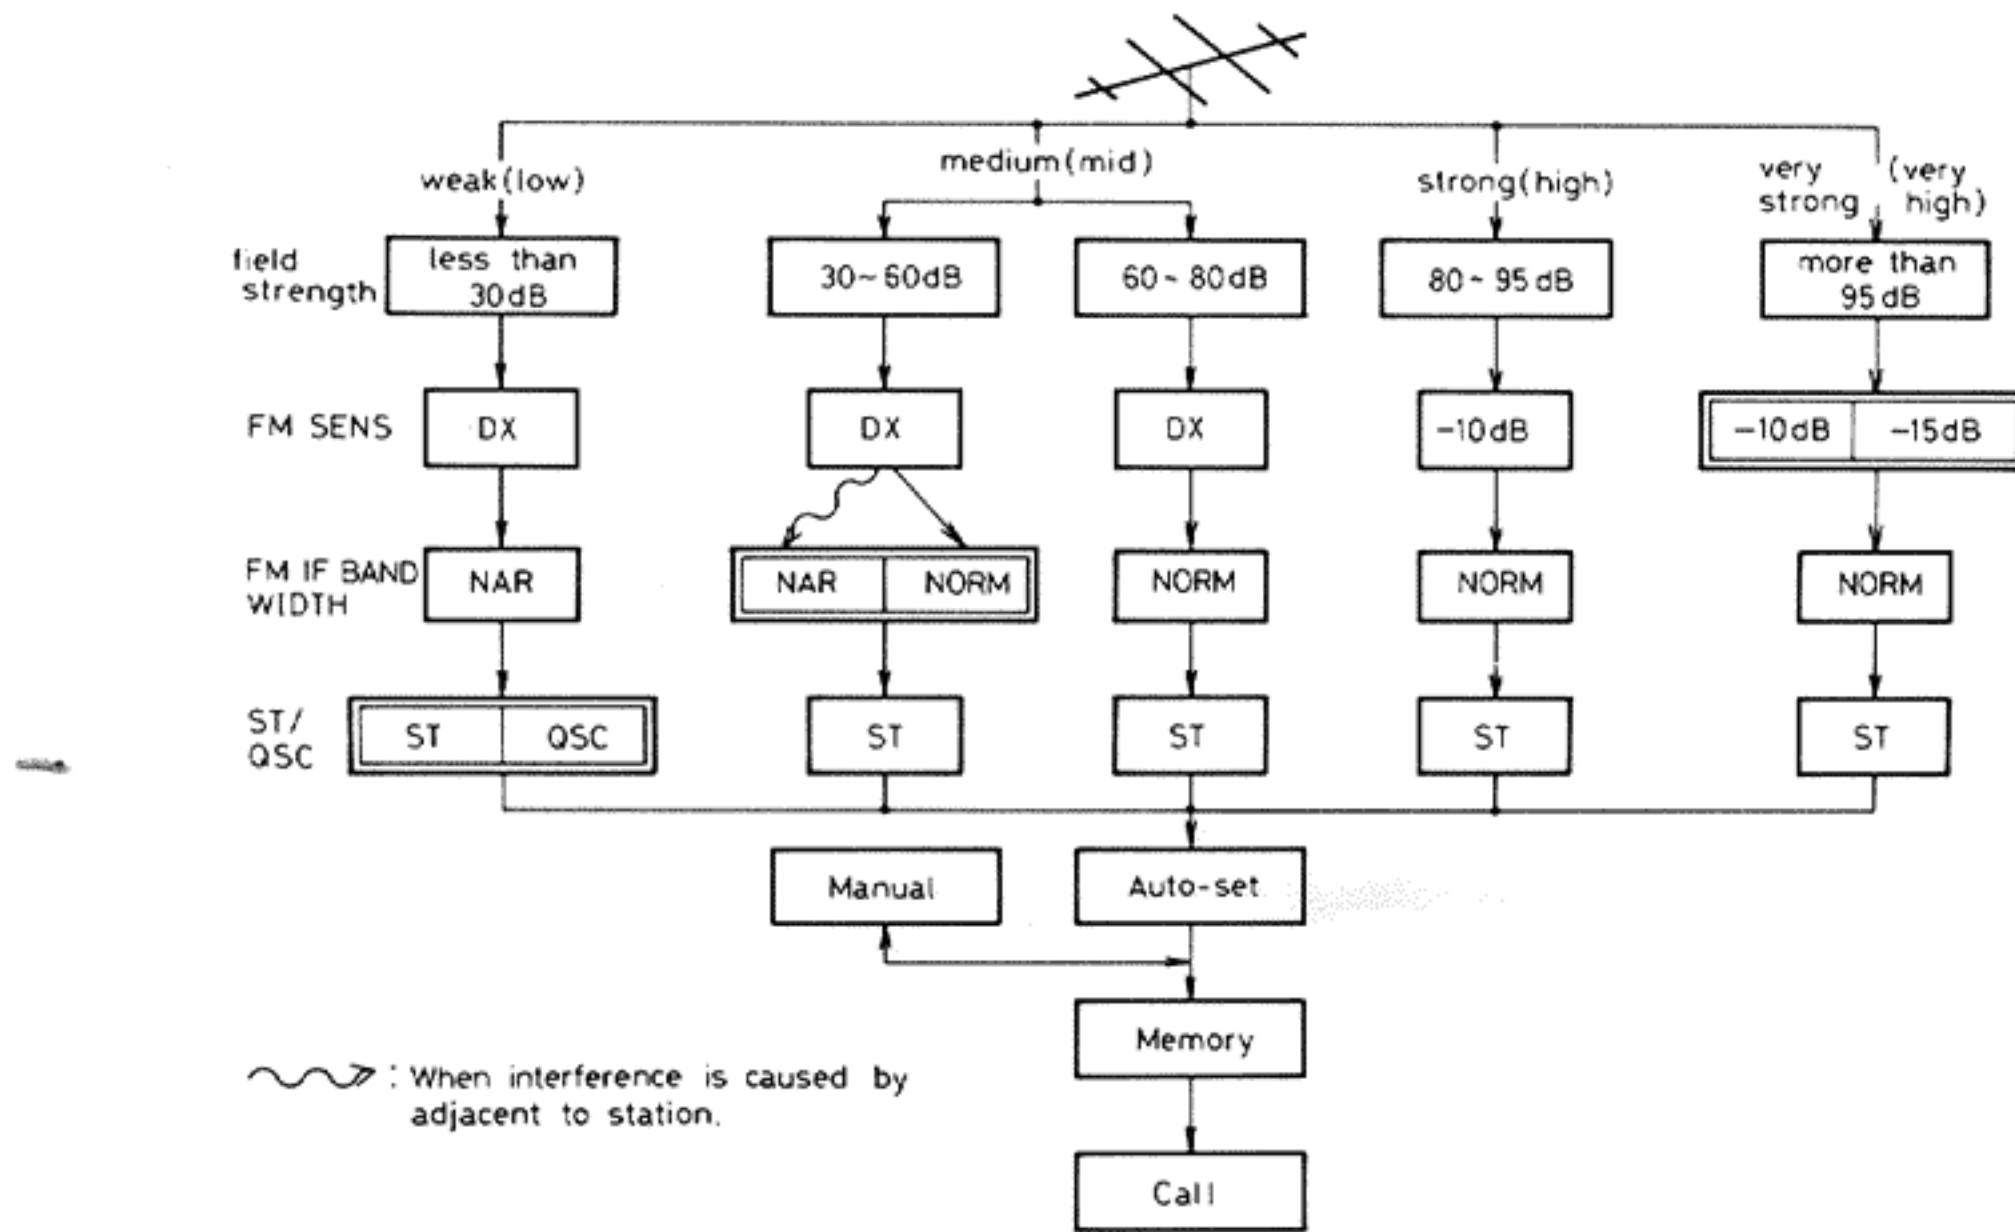 weak(low)
medium(mid)
strong(high)
very (very
strong high)
field
strength
less than
30dB
30~60dB
60~80dB
80~95dB
more than
95dB
FM SENS
DX
DX
DX
-10dB
-10dB
-15dB
FM IF BAND
WIDTH
NAR
NAR
NORM
NORM
NORM
NORM
ST/
QSC
ST
QSC
ST
ST
ST
ST
Manual
Auto-set
Memory
: When interference is caused by
adjacent to station.
Call